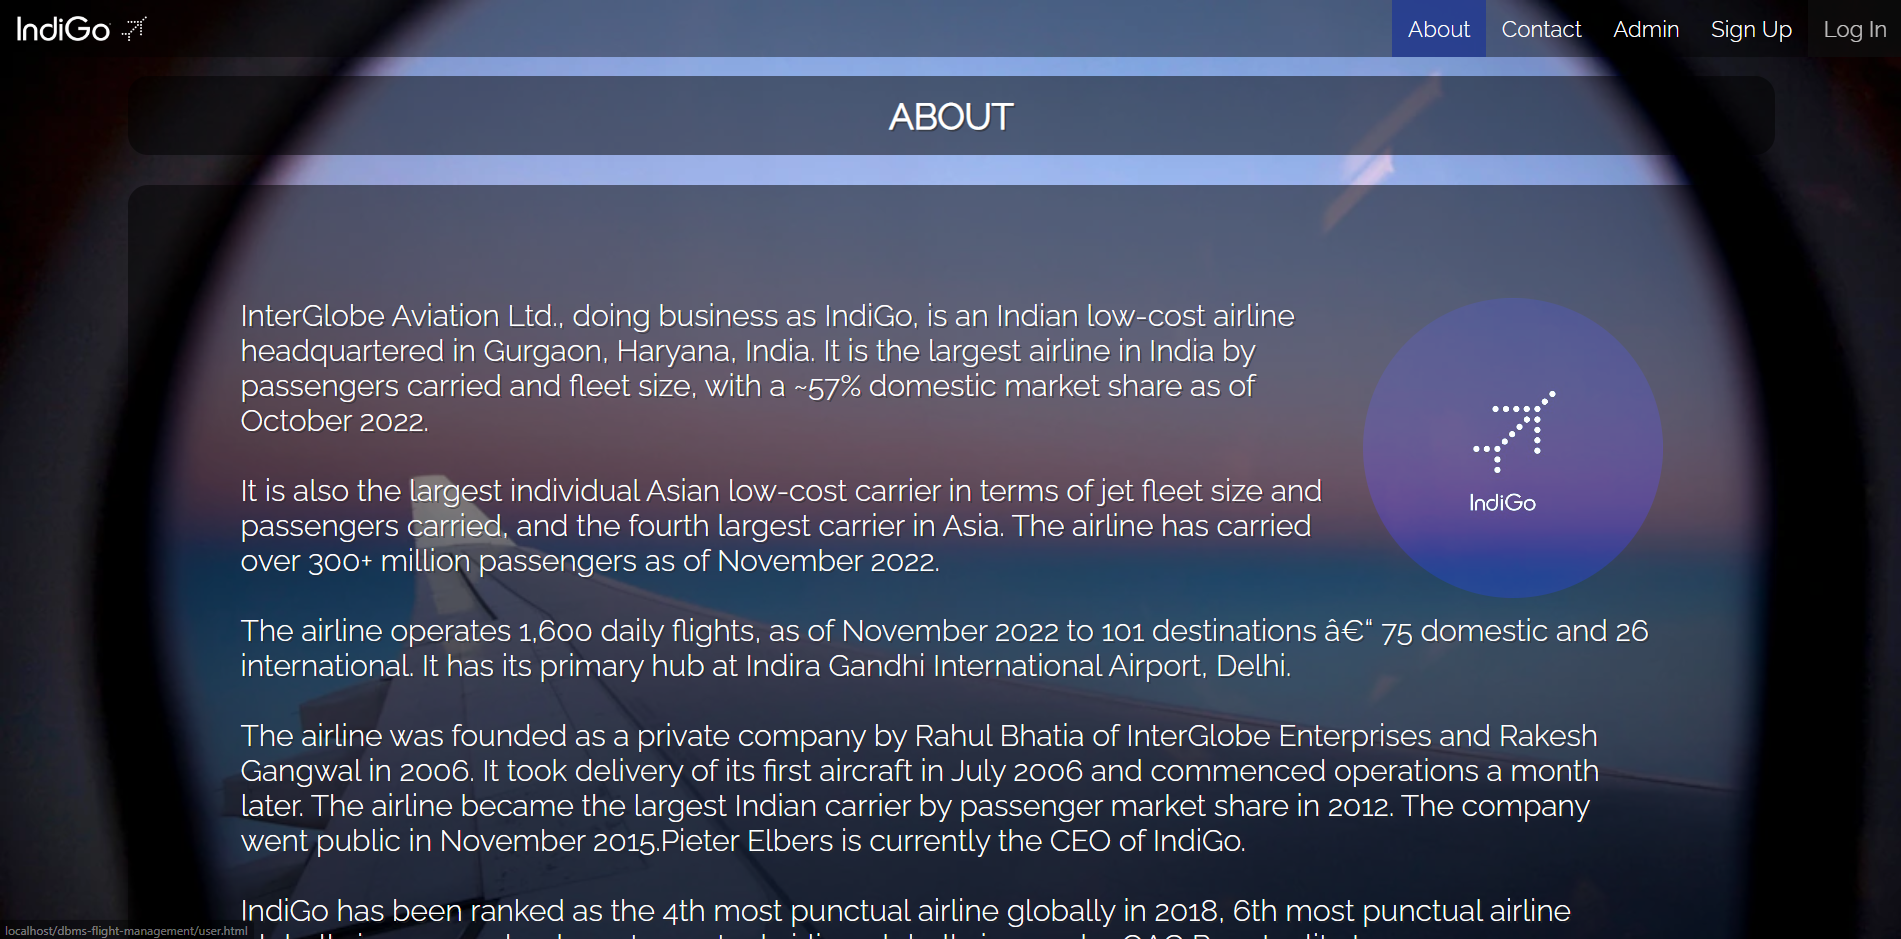 IndiGo
About
Contact
Admin
Sign Up
Log In
ABOUT
InterGlobe Aviation Ltd., doing business as IndiGo, is an Indian low-cost airline
headquartered in Gurgaon, Haryana, India. It is the largest airline in India by
passengers carried and fleet size, with a ~57% domestic market share as of
October 2022.
IndiGo
It is also the largest individual Asian low-cost carrier in terms of jet fleet size and
passengers carried, and the fourth largest carrier in Asia. The airline has carried
over 300+ million passengers as of November 2022.
The airline operates 1,600 daily flights, as of November 2022 to 101 destinations â€“ 75 domestic and 26
international. It has its primary hub at Indira Gandhi International Airport, Delhi.
The airline was founded as a private company by Rahul Bhatia of InterGlobe Enterprises and Rakesh
Gangwal in 2006. It took delivery of its first aircraft in July 2006 and commenced operations a month
later. The airline became the largest Indian carrier by passenger market share in 2012. The company
went public in November 2015.Pieter Elbers is currently the CEO of IndiGo.
IndiGo has been ranked as the 4th most punctual airline globally in 2018, 6th most punctual airline
localhost/dbms-flight-management/user.html